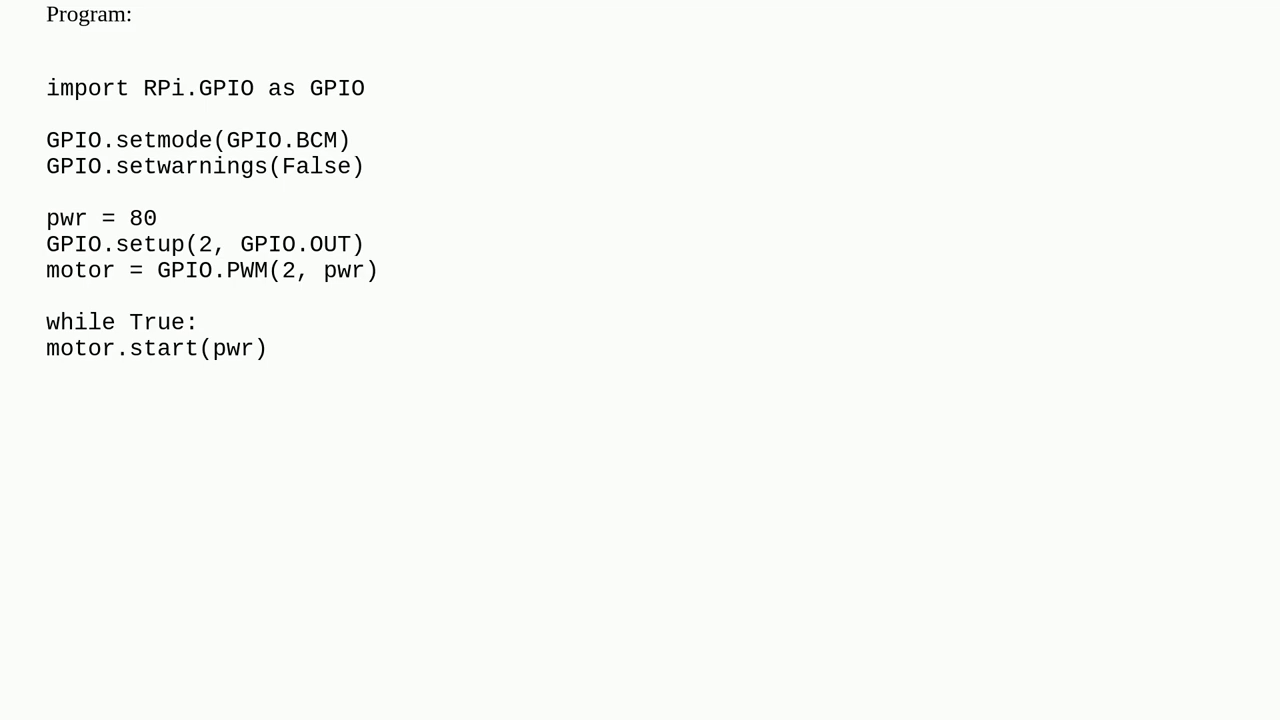 Program:
import RPi.GPIO as GPIO
GPIO.setmode(GPIO.BCM)
GPIO.setwarnings(False)
pwr = 80
GPIO.setup(2, GPIO.OUT)
motor = GPIO.PWM(2, pwr)
while True:
motor.start(pwr)